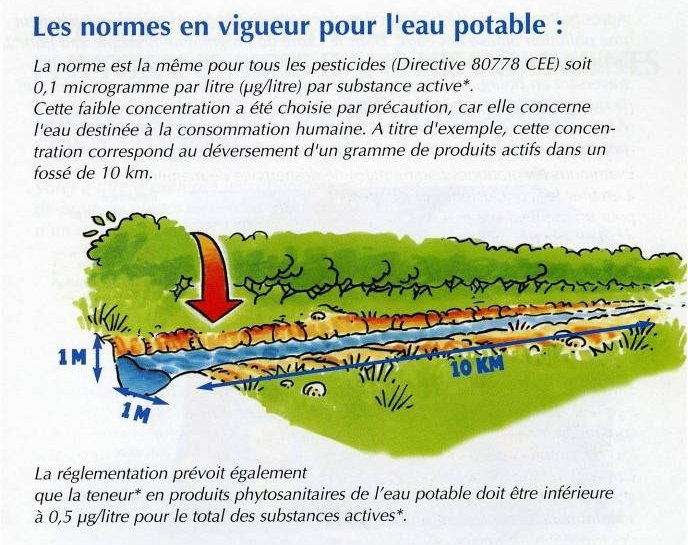 Les normes en vigueur pour l'eau potable :
La norme est la même pour tous les pesticides (Directive 80778 CEE) soit
0,1 microgramme par litre (µg/litre) par substance active*.
Cette faible concentration a été choisie par précaution, car elle concerne
l'eau destinée à la consommation humaine. A titre d'exemple, cette concen-
tration correspond au déversement d'un gramme de produits actifs dans un
fossé de 10 km.
1 M
1 M
10 KM
La réglementation prévoit également
que la teneur* en produits phytosanitaires de l'eau potable doit être inférieure
à 0,5 µg/litre pour le total des substances actives*.